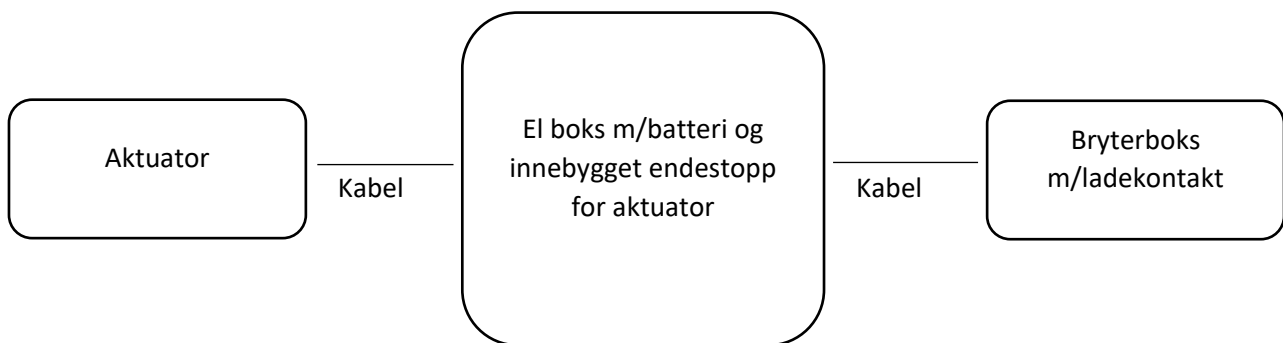 Aktuator
Kabel
El boks m/batteri og
innebygget endestopp
for aktuator
Kabel
Bryterboks
m/ladekontakt